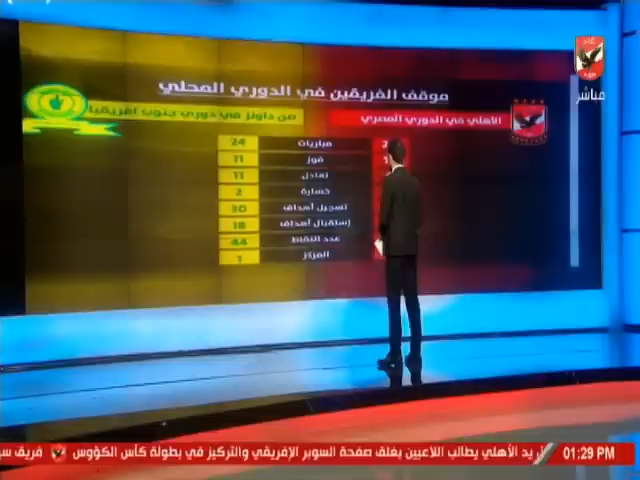 مباشر
موقف الفريقين في الدوري المحلي
الأهلي في الدوري المصري
صن داونز في دوري جنوب افريقيا
مباريات 24
فوز 11
تعادل 11
خسارة 2
تسجيل أهداف 30
إستقبال أهداف 18
عدد النقاط 44
المركز 1
يد الأهلي يطالب اللاعبين بغلق صفحة السوبر الإفريقي والتركيز في بطولة كأس الكؤوس
فريق
01:29 PM